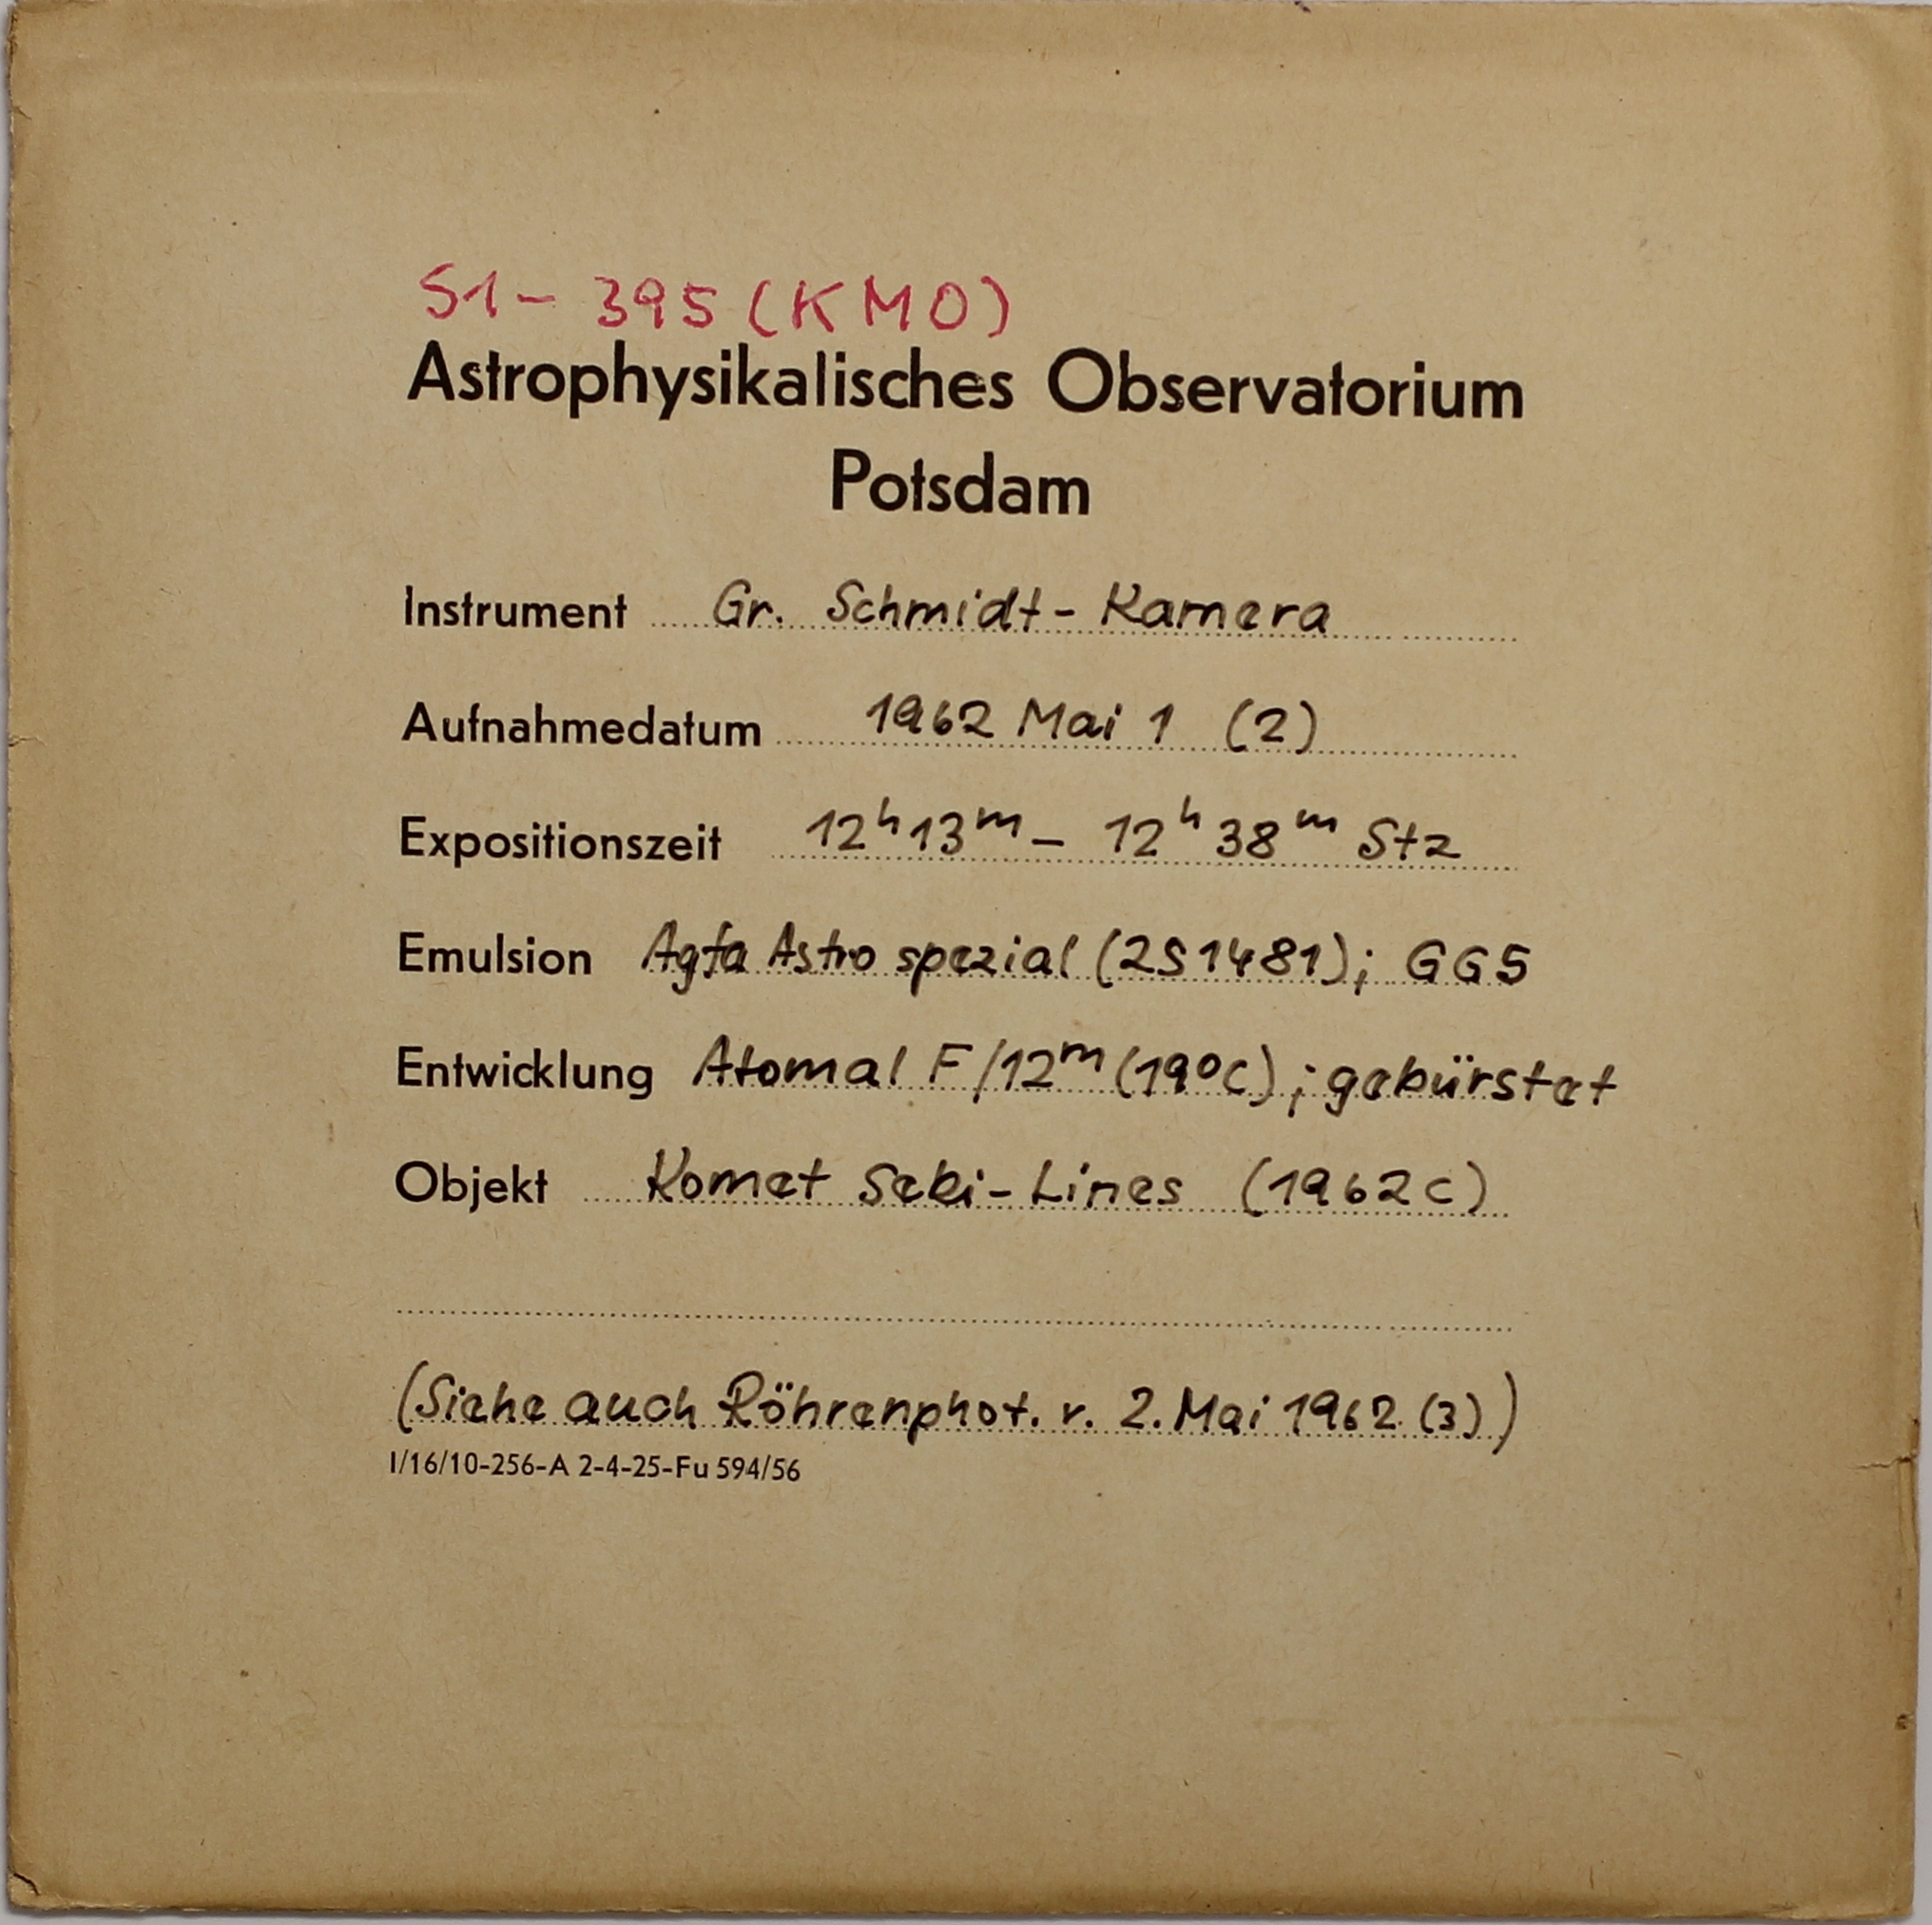 S1 - 395 (KMO)
Astrophysikalisches Observatorium
Potsdam
Instrument Gr. Schmidt - Kamera
Aufnahmedatum 1962 Mai 1 (2)
Expositionszeit 12ʰ13ᵐ - 12ʰ38ᵐ Stz
Emulsion Agfa Astro spezial (2S1481); GG5
Entwicklung Atomal F/12ᵐ (19°C); gebürstet
Objekt Komet Seki-Lines (1962c)
(Siehe auch Röhrenphot. v. 2. Mai 1962 (3))
I/16/10-256-A 2-4-25-Fu 594/56